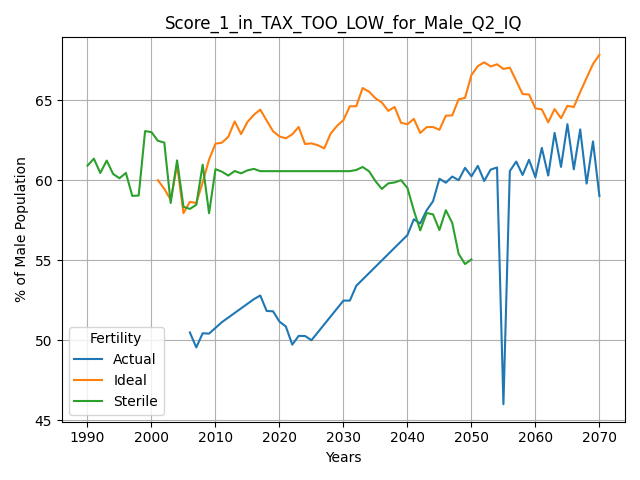 Score_1_in_TAX_TOO_LOW_for_Male_Q2_IQ
% of Male Population
65
60
55
50
45
Fertility
Actual
Ideal
Sterile
1990 2000 2010 2020 2030 2040 2050 2060 2070
Years